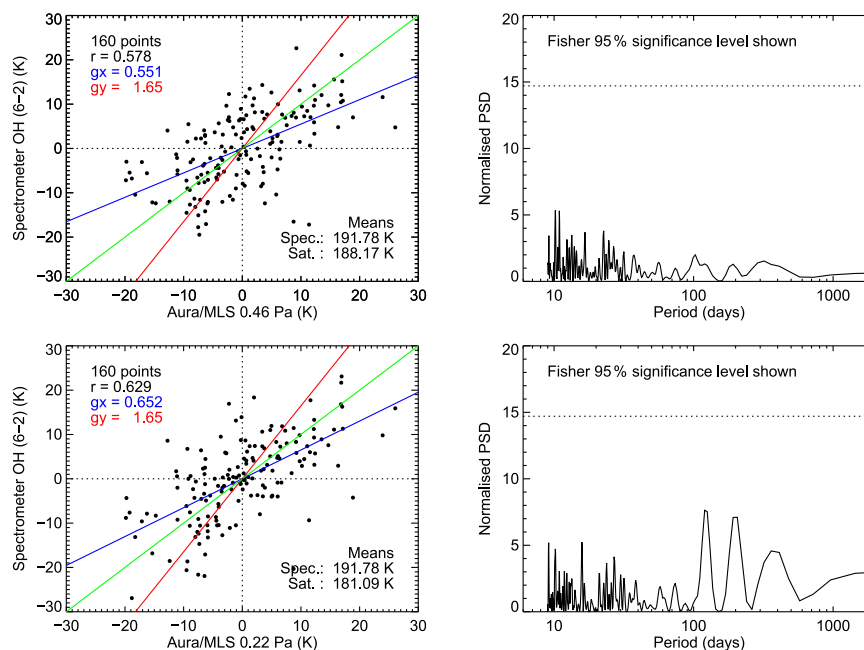 30
20
10
0
−10
−20
30
160 points
r = 0.578
gx = 0.551
gy =   1.65
Means
Spec.: 191.78 K
Sat. : 188.17 K
−30 −20 −10 0 10 20 30
Spectrometer OH (6−2) (K)
Aura/MLS 0.46 Pa (K)
20
15
10
5
0
Fisher 95 % significance level shown
10 100 1000
Normalised PSD
Period (days)
30
20
10
0
−10
−20
30
160 points
r = 0.629
gx = 0.652
gy =   1.65
Means
Spec.: 191.78 K
Sat. : 181.09 K
−30 −20 −10 0 10 20 30
Spectrometer OH (6−2) (K)
Aura/MLS 0.22 Pa (K)
20
15
10
5
0
Fisher 95 % significance level shown
10 100 1000
Normalised PSD
Period (days)